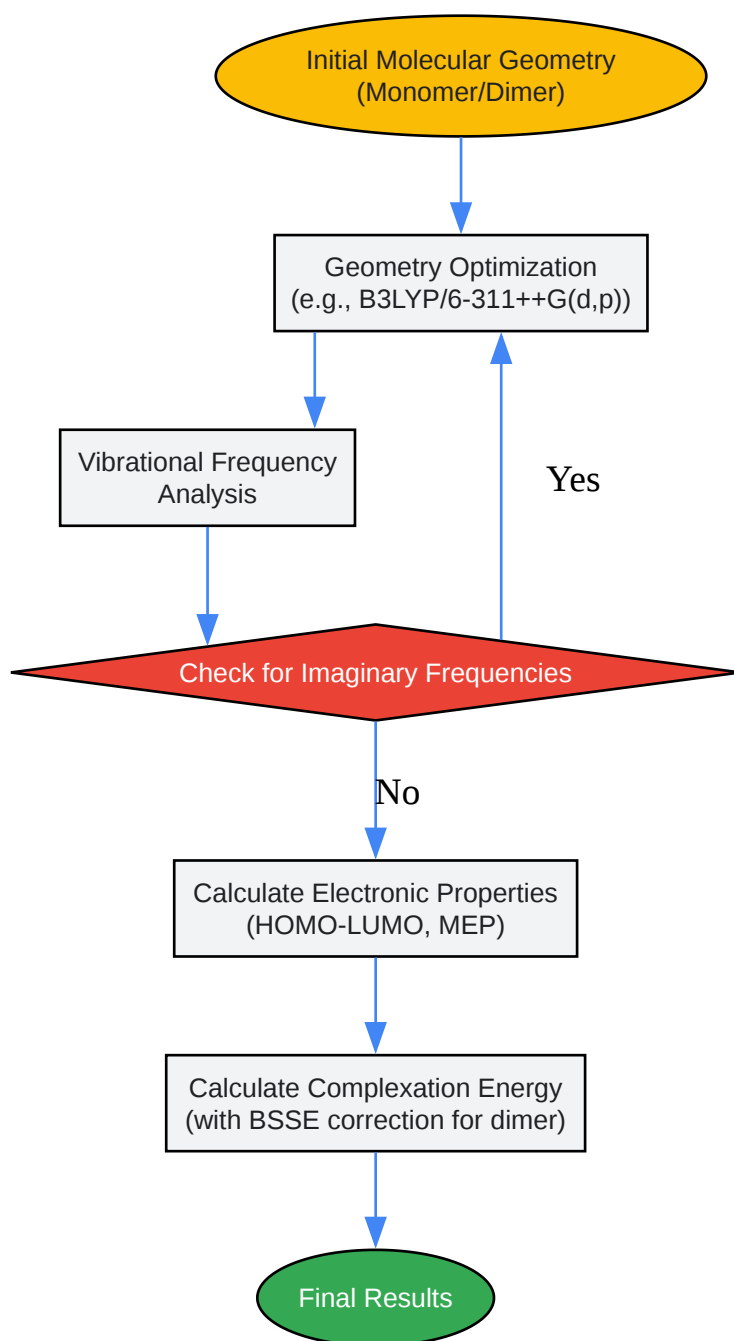 Initial Molecular Geometry
(Monomer/Dimer)
Geometry Optimization
(e.g., B3LYP/6-311++G(d,p))
Vibrational Frequency
Analysis
Yes
Check for Imaginary Frequencies
No
Calculate Electronic Properties
(HOMO-LUMO, MEP)
Calculate Complexation Energy
(with BSSE correction for dimer)
Final Results